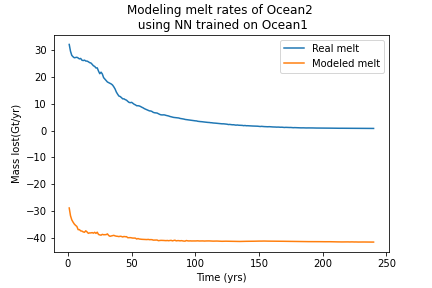 Modeling melt rates of Ocean2
using NN trained on Ocean1
Real melt
Modeled melt
Mass lost(Gt/yr)
30
20
10
0
−10
−20
−30
−40
0
50
100
150
200
250
Time (yrs)